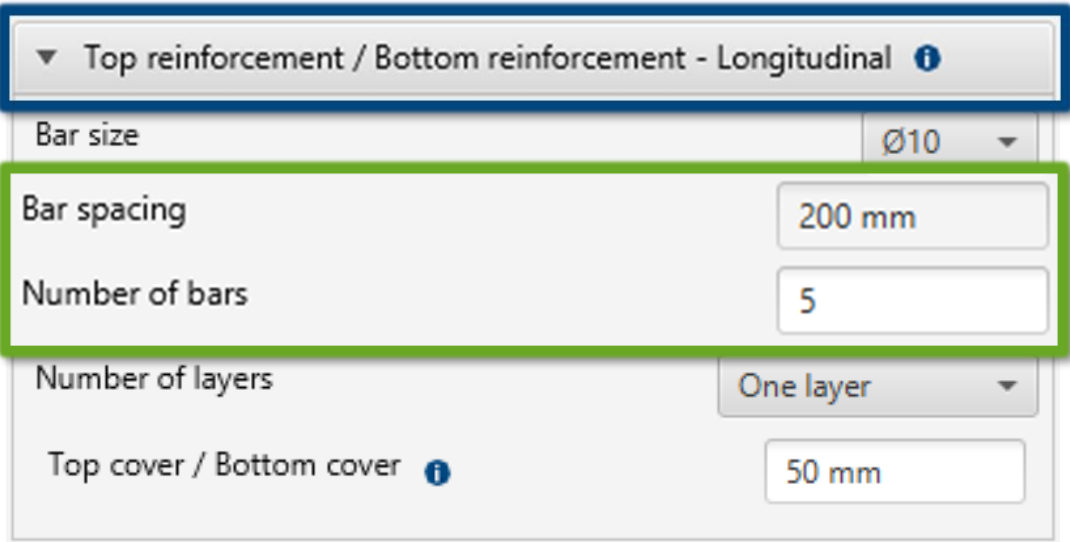 Top reinforcement / Bottom reinforcement - Longitudinal
Bar size Ø10
Bar spacing 200 mm
Number of bars 5
Number of layers One layer
Top cover / Bottom cover 50 mm